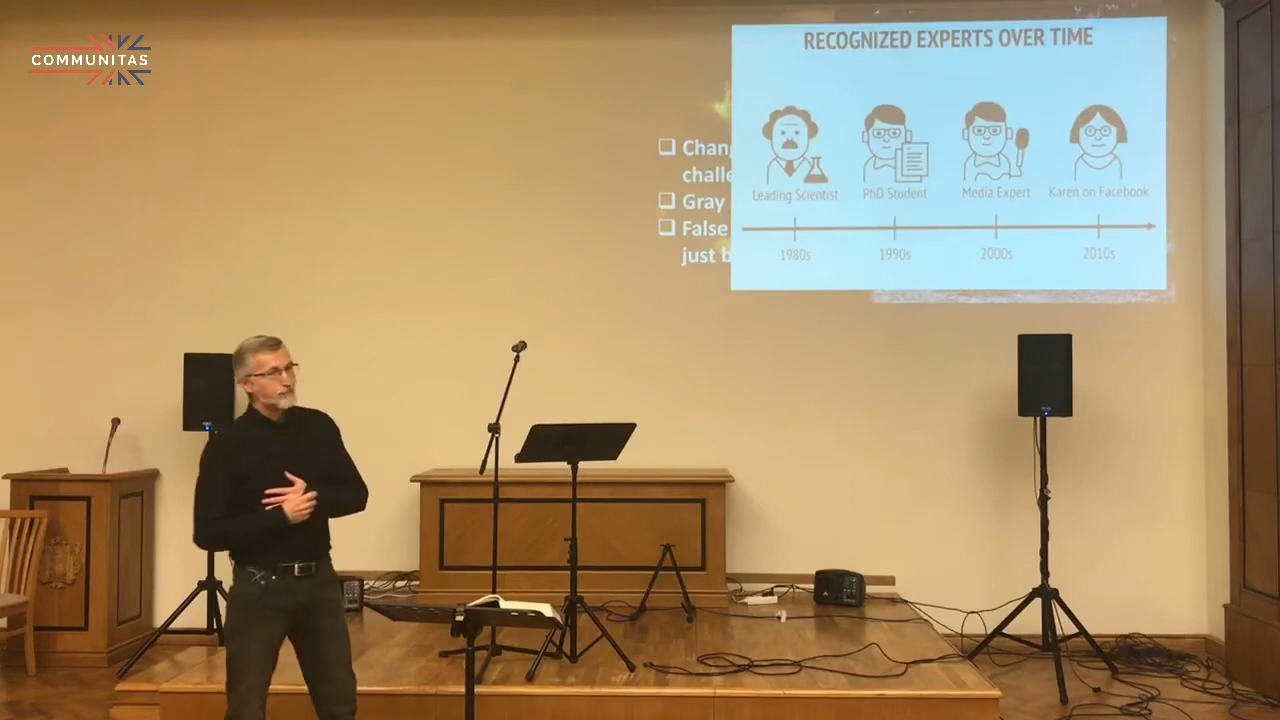 COMMUNITAS
RECOGNIZED EXPERTS OVER TIME
Leading Scientist
PhD Student
Media Expert
Karen on Facebook
1980s
1990s
2000s
2010s
Gray
False
just